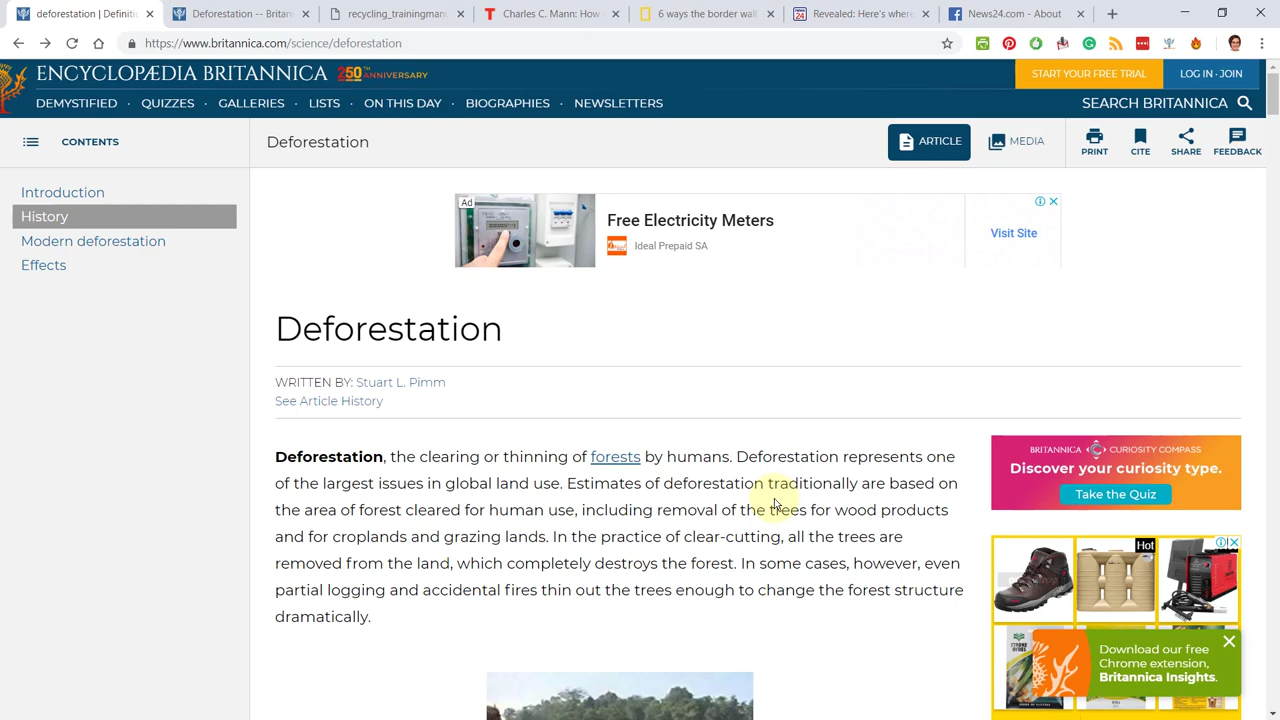 deforestation | Definiti
Deforestation -- Britan
recycling_trainingmanu
Charles C. Mann: How
6 ways the border wall
Revealed: Here's where
News24.com - About
https://www.britannica.com/science/deforestation
ENCYCLOPÆDIA BRITANNICA 250TH ANNIVERSARY
START YOUR FREE TRIAL
LOG IN · JOIN
DEMYSTIFIED · QUIZZES · GALLERIES · LISTS · ON THIS DAY · BIOGRAPHIES · NEWSLETTERS
SEARCH BRITANNICA
CONTENTS
Deforestation
ARTICLE
MEDIA
PRINT
CITE
SHARE
FEEDBACK
Introduction
History
Modern deforestation
Effects
Ad
Free Electricity Meters
Ideal Prepaid SA
Visit Site
Deforestation
WRITTEN BY: Stuart L. Pimm
See Article History
Deforestation, the clearing or thinning of forests by humans. Deforestation represents one
of the largest issues in global land use. Estimates of deforestation traditionally are based on
the area of forest cleared for human use, including removal of the trees for wood products
and for croplands and grazing lands. In the practice of clear-cutting, all the trees are
removed from the land, which completely destroys the forest. In some cases, however, even
partial logging and accidental fires thin out the trees enough to change the forest structure
dramatically.
BRITANNICA CURIOSITY COMPASS
Discover your curiosity type.
Take the Quiz
Hot
Download our free
Chrome extension,
Britannica Insights.